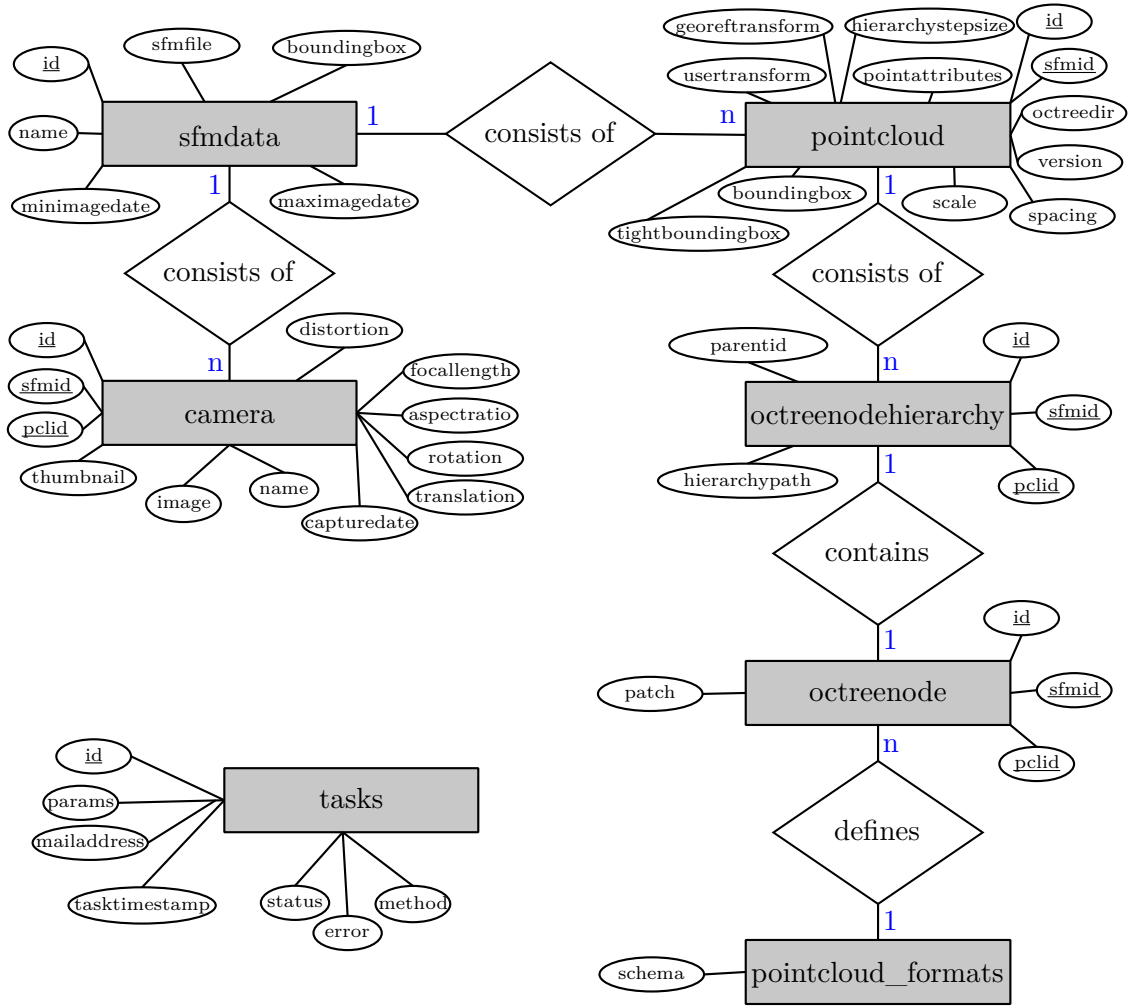 georeftransform
hierarchystepsize
id
sfmfile
boundingbox
id
sfmid
usertransform
pointattributes
octreedir
name
sfmdata
1
consists of
n
pointcloud
version
minimagedate
1
maximagedate
boundingbox
1
scale
spacing
tightboundingbox
consists of
consists of
id
distortion
parentid
id
n
n
sfmid
focallength
camera
aspectratio
octreenodehierarchy
sfmid
pclid
rotation
thumbnail
image
name
translation
capturedate
hierarchypath
1
pclid
contains
id
1
patch
octreenode
sfmid
n
pclid
id
params
tasks
mailaddress
tasktimestamp
status
error
method
defines
1
schema
pointcloud_formats